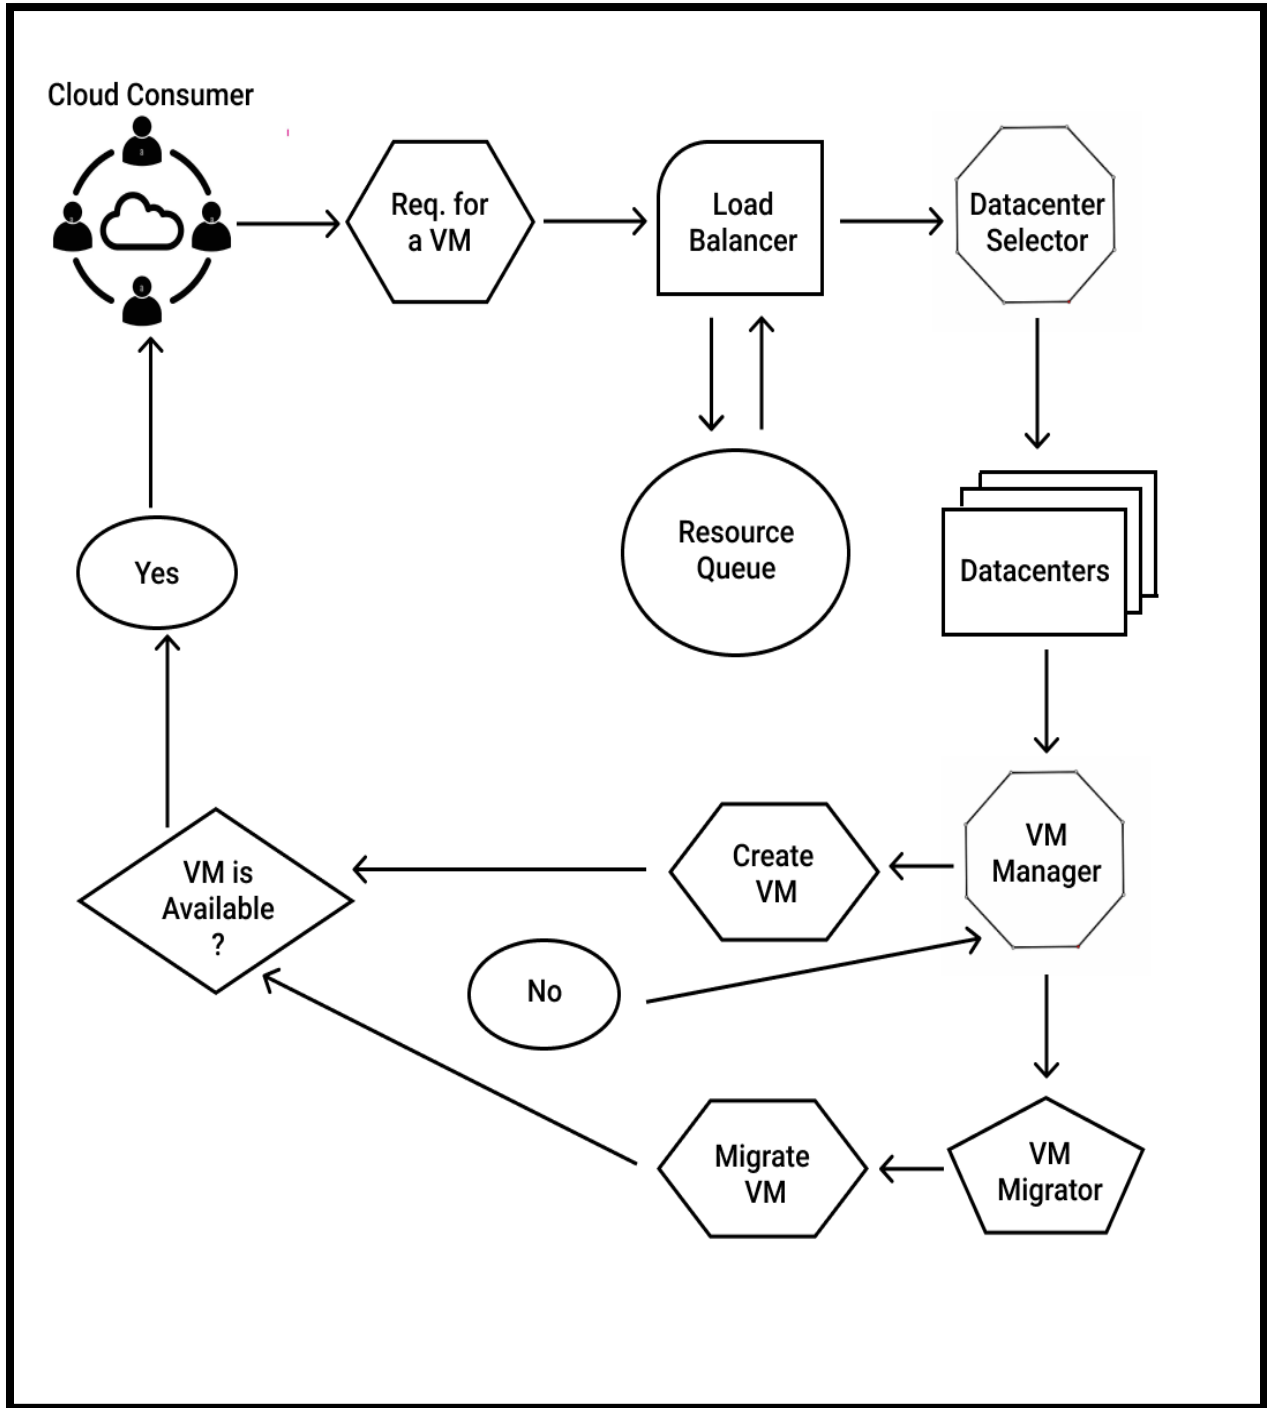 Cloud Consumer
Req. for
a VM
Load
Balancer
Datacenter
Selector
Resource
Queue
Datacenters
Yes
VM is
Available
?
Create
VM
VM
Manager
No
Migrate
VM
VM
Migrator